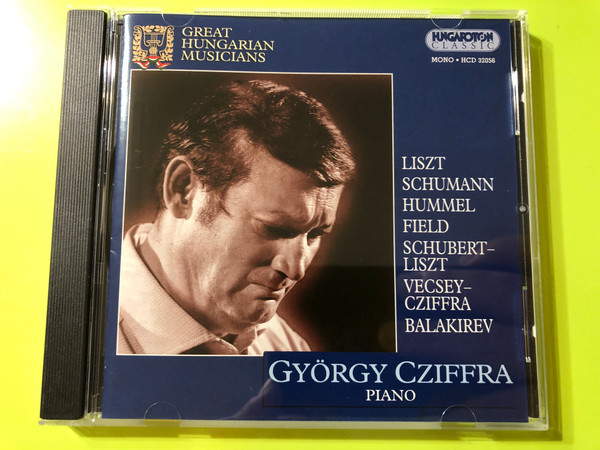 GREAT
HUNGARIAN
MUSICIANS
HUNGAROTON
CLASSIC
MONO • HCD 32056
LISZT
SCHUMANN
HUMMEL
FIELD
SCHUBERT–
LISZT
VECSEY–
CZIFFRA
BALAKIREV
GYÖRGY CZIFFRA
PIANO